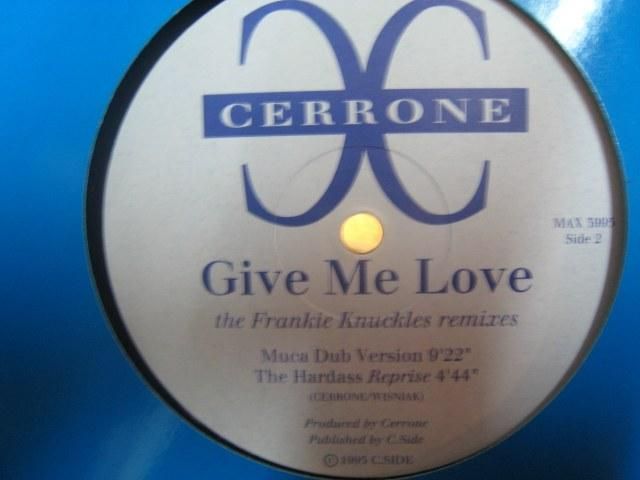 CERRONE
MAX 5995
Side 2
Give Me Love
the Frankie Knuckles remixes
Muca Dub Version 9'22"
The Hardass Reprise 4'44"
(CERRONE/WISNIAK)
Produced by Cerrone
Published by C.Side
© 1995 C.SIDE